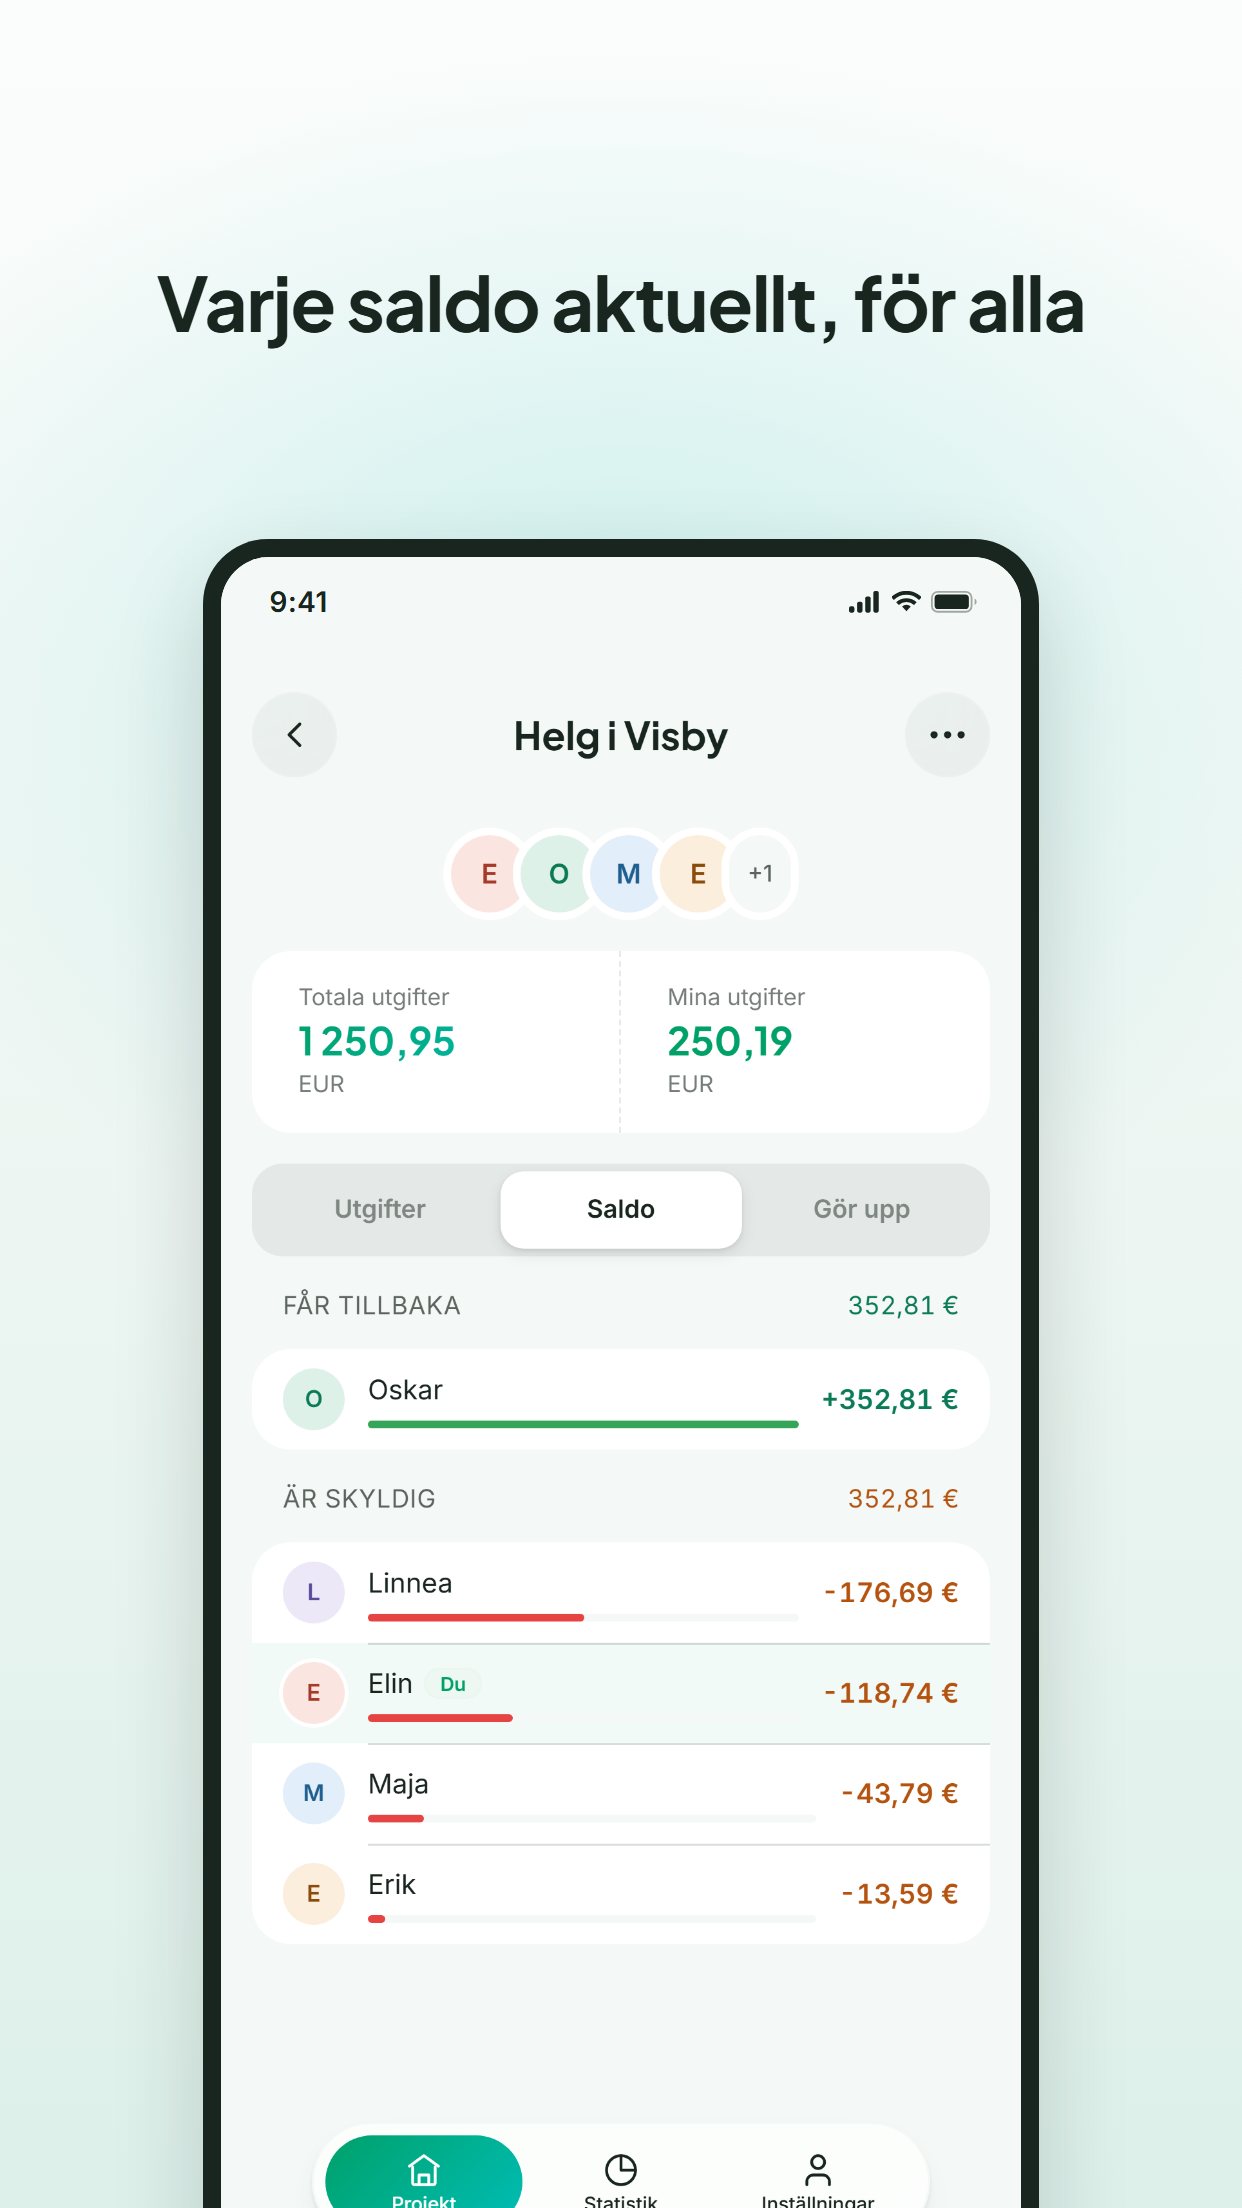 Varje saldo aktuellt, för alla
9:41
Helg i Visby
E O M E +1
Totala utgifter
1 250,95
EUR
Mina utgifter
250,19
EUR
Utgifter Saldo Gör upp
FÅR TILLBAKA 352,81 €
O Oskar +352,81 €
ÄR SKYLDIG 352,81 €
L Linnea -176,69 €
E Elin Du -118,74 €
M Maja -43,79 €
E Erik -13,59 €
Projekt Statistik Inställningar